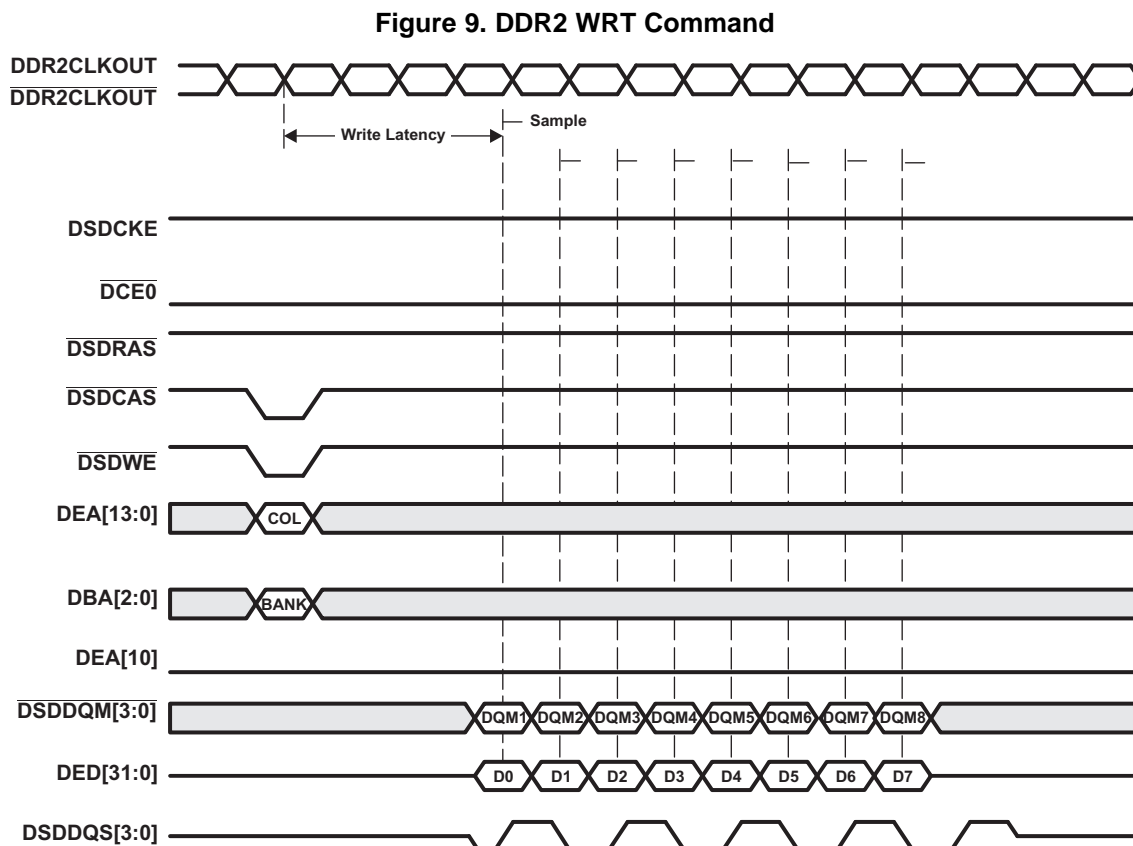 Figure 9. DDR2 WRT Command
DDR2CLKOUT
DDR2CLKOUT
Sample
Write Latency
DSDCKE
DCE0
DSDRAS
DSDCAS
DSDWE
DEA[13:0]
COL
DBA[2:0]
BANK
DEA[10]
DSDDQM[3:0]
DQM1 DQM2 DQM3 DQM4 DQM5 DQM6 DQM7 DQM8
DED[31:0]
D0 D1 D2 D3 D4 D5 D6 D7
DSDDQS[3:0]